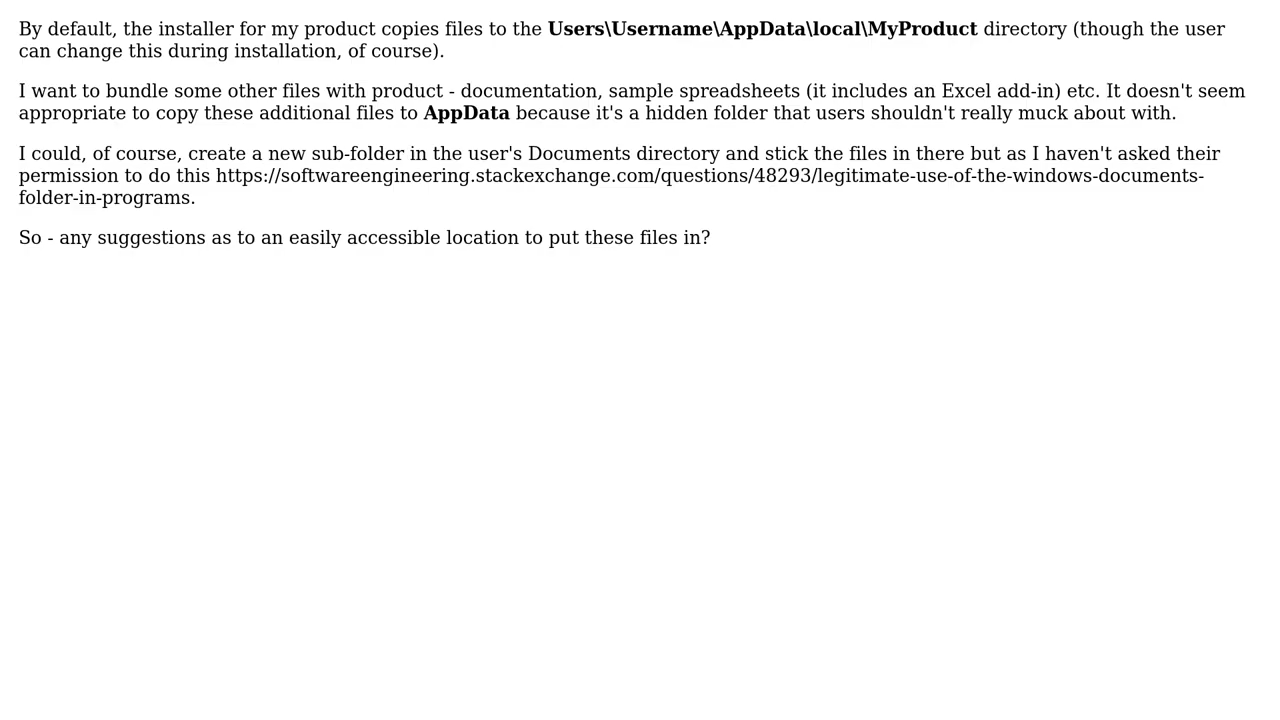 By default, the installer for my product copies files to the Users\Username\AppData\local\MyProduct directory (though the user
can change this during installation, of course).
I want to bundle some other files with product - documentation, sample spreadsheets (it includes an Excel add-in) etc. It doesn't seem
appropriate to copy these additional files to AppData because it's a hidden folder that users shouldn't really muck about with.
I could, of course, create a new sub-folder in the user's Documents directory and stick the files in there but as I haven't asked their
permission to do this https://softwareengineering.stackexchange.com/questions/48293/legitimate-use-of-the-windows-documents-
folder-in-programs.
So - any suggestions as to an easily accessible location to put these files in?